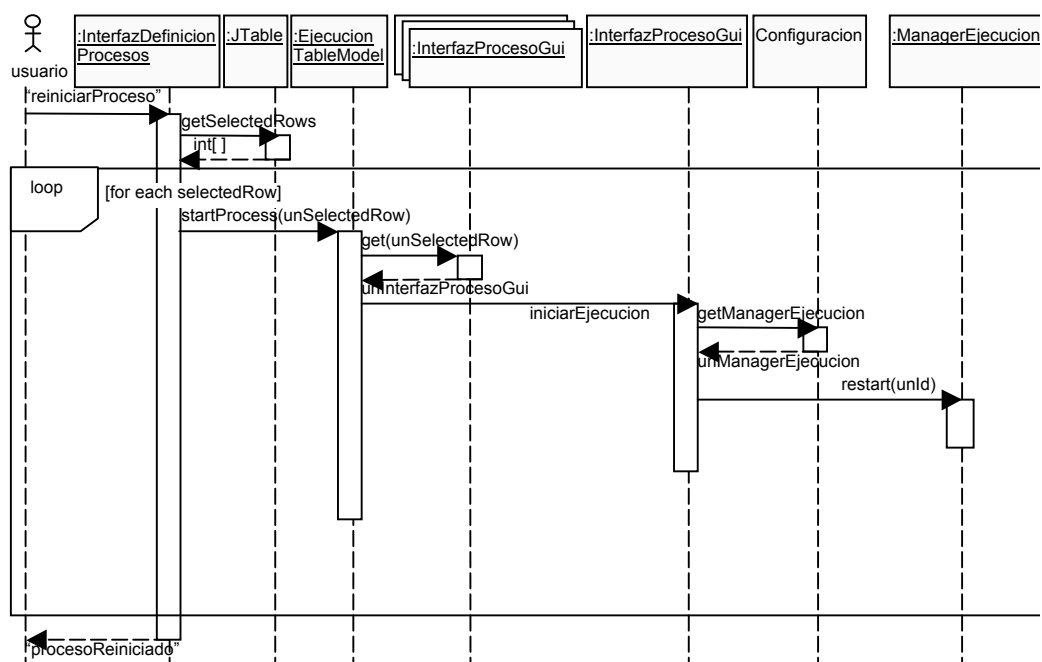 usuario
:InterfazDefinicion
Procesos
:JTable
:Ejecucion
TableModel
:InterfazProcesoGui
:InterfazProcesoGui
Configuracion
:ManagerEjecucion
“reiniciarProceso”
getSelectedRows
int[ ]
loop
[for each selectedRow]
startProcess(unSelectedRow)
get(unSelectedRow)
unInterfazProcesoGui
iniciarEjecucion
getManagerEjecucion
unManagerEjecucion
restart(unId)
“procesoReiniciado”